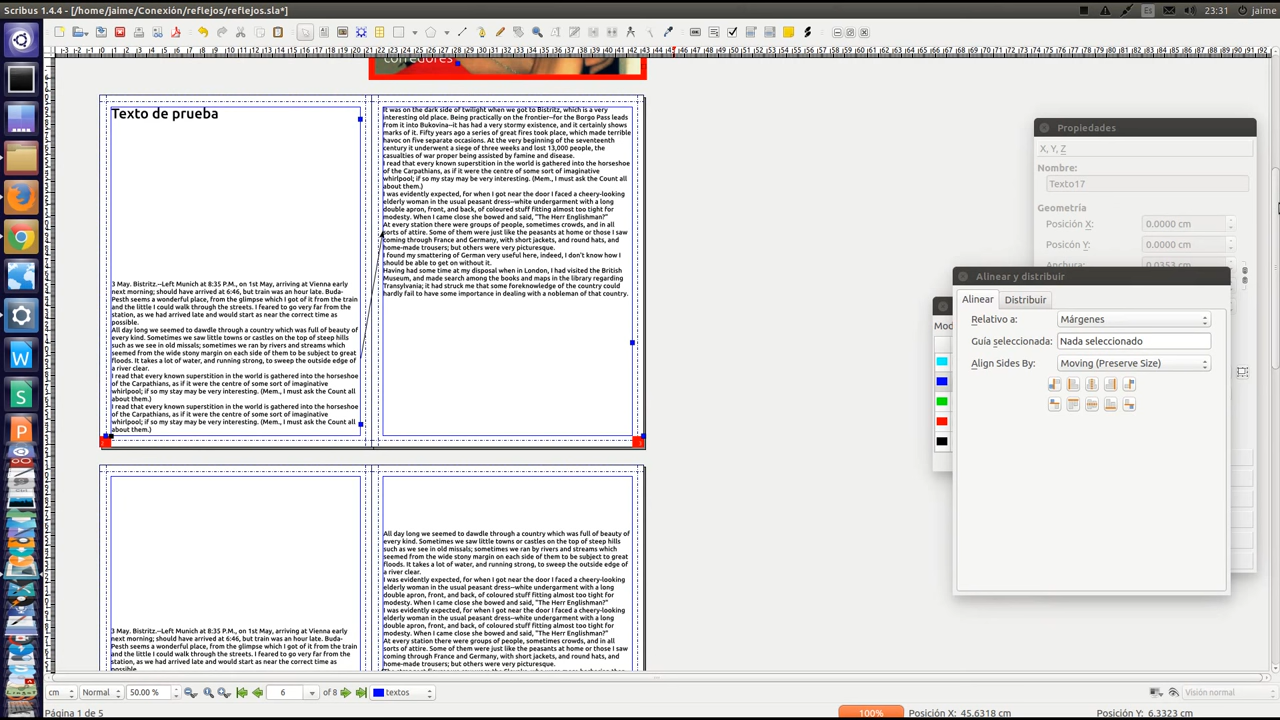 Scribus 1.4.4 - [/home/jaime/Conexión/reflejos/reflejos.sla*]
Es
23:31
jaime
corredores
Texto de prueba
3 May. Bistritz.--Left Munich at 8:35 P.M., on 1st May, arriving at Vienna early
next morning; should have arrived at 6:46, but train was an hour late. Buda-
Pesth seems a wonderful place, from the glimpse which I got of it from the train
and the little I could walk through the streets. I feared to go very far from the
station, as we had arrived late and would start as near the correct time as
possible.
All day long we seemed to dawdle through a country which was full of beauty of
every kind. Sometimes we saw little towns or castles on the top of steep hills
such as we see in old missals; sometimes we ran by rivers and streams which
seemed from the wide stony margin on each side of them to be subject to great
floods. It takes a lot of water, and running strong, to sweep the outside edge of
a river clear.
I read that every known superstition in the world is gathered into the horseshoe
of the Carpathians, as if it were the centre of some sort of imaginative
whirlpool; if so my stay may be very interesting. (Mem., I must ask the Count all
about them.)
I read that every known superstition in the world is gathered into the horseshoe
of the Carpathians, as if it were the centre of some sort of imaginative
whirlpool; if so my stay may be very interesting. (Mem., I must ask the Count all
about them.)
It was on the dark side of twilight when we got to Bistritz, which is a very
interesting old place. Being practically on the frontier--for the Borgo Pass leads
from it into Bukovina--it has had a very stormy existence, and it certainly shows
marks of it. Fifty years ago a series of great fires took place, which made terrible
havoc on five separate occasions. At the very beginning of the seventeenth
century it underwent a siege of three weeks and lost 13,000 people, the
casualties of war proper being assisted by famine and disease.
I read that every known superstition in the world is gathered into the horseshoe
of the Carpathians, as if it were the centre of some sort of imaginative
whirlpool; if so my stay may be very interesting. (Mem., I must ask the Count all
about them.)
I was evidently expected, for when I got near the door I faced a cheery-looking
elderly woman in the usual peasant dress--white undergarment with a long
double apron, front, and back, of coloured stuff fitting almost too tight for
modesty. When I came close she bowed and said, "The Herr Englishman?"
At every station there were groups of people, sometimes crowds, and in all
sorts of attire. Some of them were just like the peasants at home or those I saw
coming through France and Germany, with short jackets, and round hats, and
home-made trousers; but others were very picturesque.
I found my smattering of German very useful here, indeed, I don't know how I
should be able to get on without it.
Having had some time at my disposal when in London, I had visited the British
Museum, and made search among the books and maps in the library regarding
Transylvania; it had struck me that some foreknowledge of the country could
hardly fail to have some importance in dealing with a nobleman of that country.
3 May. Bistritz.--Left Munich at 8:35 P.M., on 1st May, arriving at Vienna early
next morning; should have arrived at 6:46, but train was an hour late. Buda-
Pesth seems a wonderful place, from the glimpse which I got of it from the train
and the little I could walk through the streets. I feared to go very far from the
station, as we had arrived late and would start as near the correct time as
possible.
All day long we seemed to dawdle through a country which was full of beauty of
every kind. Sometimes we saw little towns or castles on the top of steep hills
such as we see in old missals; sometimes we ran by rivers and streams which
seemed from the wide stony margin on each side of them to be subject to great
floods. It takes a lot of water, and running strong, to sweep the outside edge of
a river clear.
I was evidently expected, for when I got near the door I faced a cheery-looking
elderly woman in the usual peasant dress--white undergarment with a long
double apron, front, and back, of coloured stuff fitting almost too tight for
modesty. When I came close she bowed and said, "The Herr Englishman?"
I was evidently expected, for when I got near the door I faced a cheery-looking
elderly woman in the usual peasant dress--white undergarment with a long
double apron, front, and back, of coloured stuff fitting almost too tight for
modesty. When I came close she bowed and said, "The Herr Englishman?"
At every station there were groups of people, sometimes crowds, and in all
sorts of attire. Some of them were just like the peasants at home or those I saw
coming through France and Germany, with short jackets, and round hats, and
home-made trousers; but others were very picturesque.
Propiedades
X, Y, Z
Nombre:
Texto17
Geometría
Posición X: 0.0000 cm
Posición Y: 0.0000 cm
Anchura: 0.0353 cm
Mod
Alinear y distribuir
Alinear
Distribuir
Relativo a: Márgenes
Guía seleccionada: Nada seleccionado
Align Sides By: Moving (Preserve Size)
cm
Normal
50.00 %
6
of 8
textos
Visión normal
Página 1 de 5
100%
Posición X: 45.6318 cm
Posición Y: 6.3323 cm